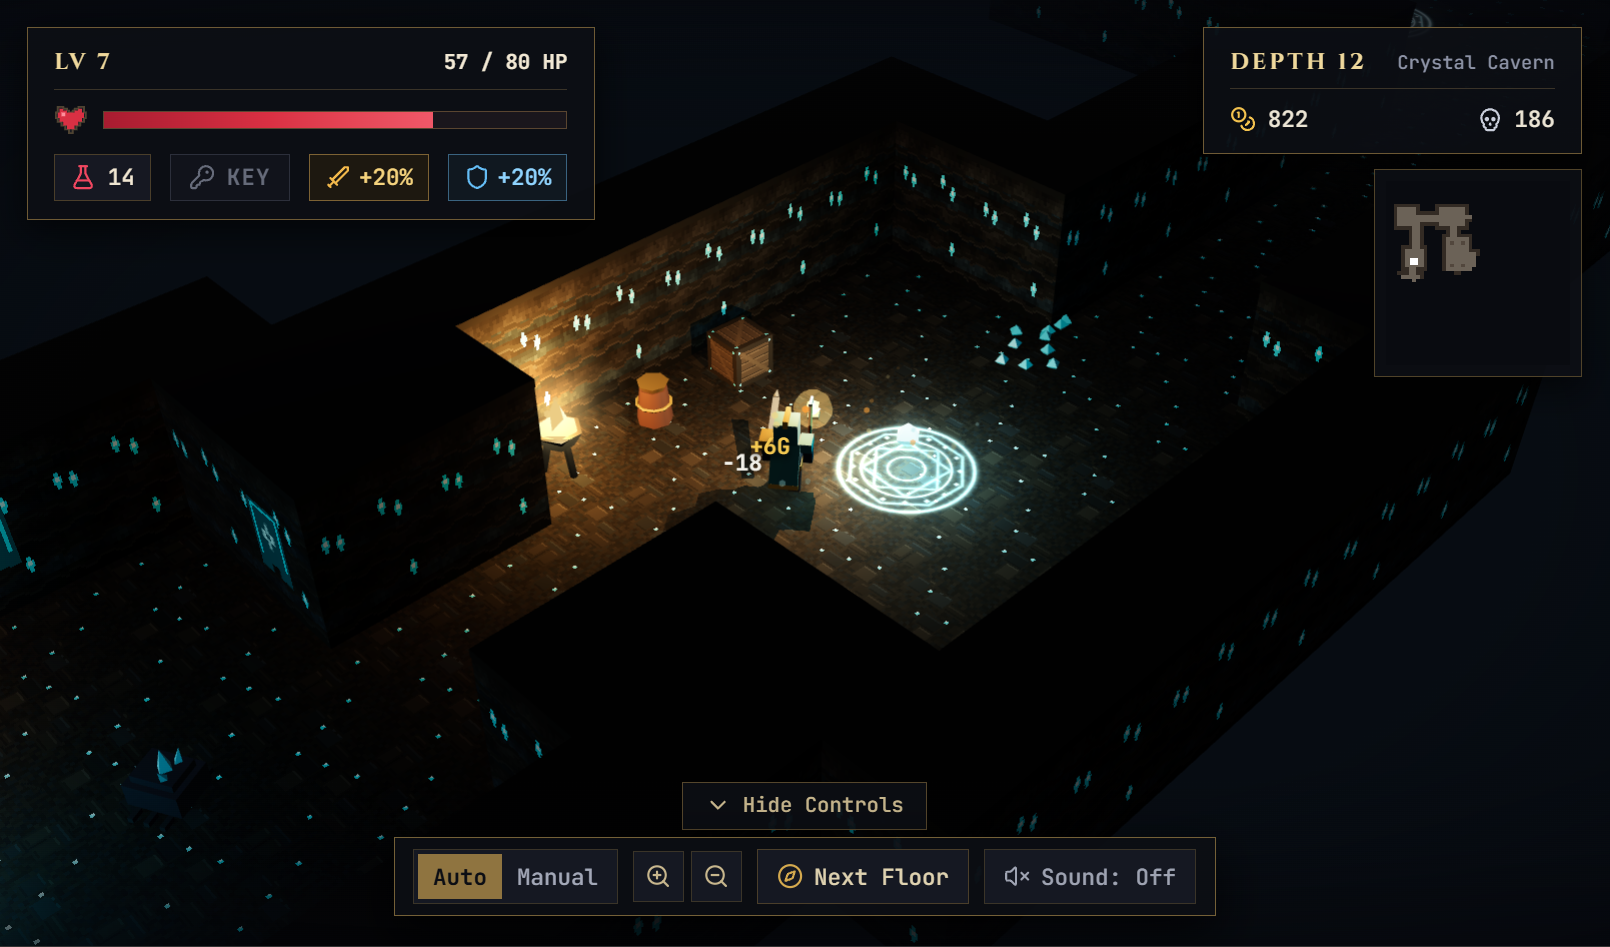 LV 7
57 / 80 HP
14
KEY
+20%
+20%
DEPTH 12
Crystal Cavern
822
186
+6G
-18
Hide Controls
Auto
Manual
Next Floor
Sound: Off